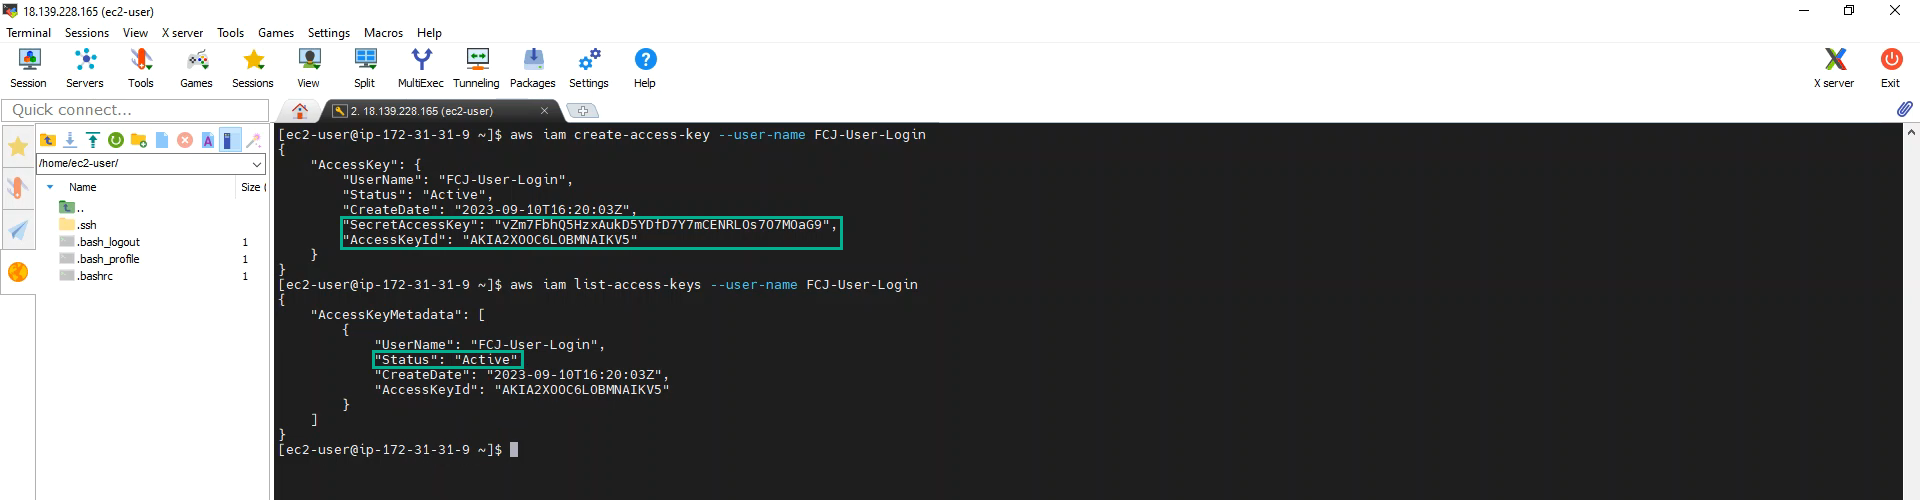 18.139.228.165 (ec2-user)
Terminal Sessions View X server Tools Games Settings Macros Help
Session Servers Tools Games Sessions View Split MultiExec Tunneling Packages Settings Help X server Exit
Quick connect...
2. 18.139.228.165 (ec2-user)
/home/ec2-user/
Name Size (
..
.ssh
.bash_logout 1
.bash_profile 1
.bashrc 1
[ec2-user@ip-172-31-31-9 ~]$ aws iam create-access-key --user-name FCJ-User-Login
{
"AccessKey": {
"UserName": "FCJ-User-Login",
"Status": "Active",
"CreateDate": "2023-09-10T16:20:03Z",
"SecretAccessKey": "vZm7FbhQ5HzxAukD5YDfD7Y7mCENRLOs7O7MOaG9",
"AccessKeyId": "AKIA2XOOC6LOBMNAIKV5"
}
}
[ec2-user@ip-172-31-31-9 ~]$ aws iam list-access-keys --user-name FCJ-User-Login
{
"AccessKeyMetadata": [
{
"UserName": "FCJ-User-Login",
"Status": "Active"
"CreateDate": "2023-09-10T16:20:03Z",
"AccessKeyId": "AKIA2XOOC6LOBMNAIKV5"
}
]
}
[ec2-user@ip-172-31-31-9 ~]$